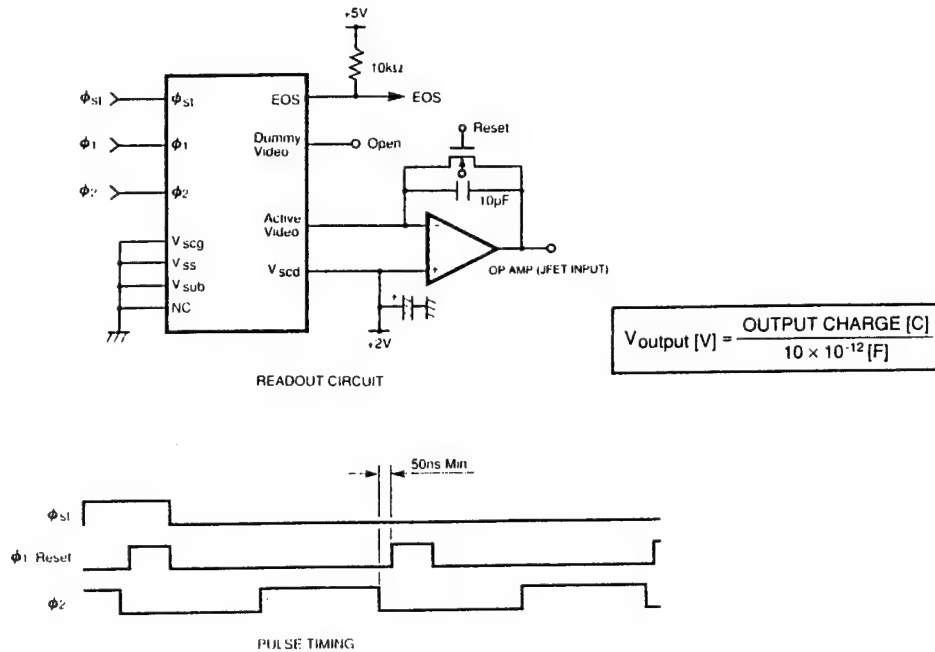 +5V
10kΩ
ϕst
ϕst
EOS
EOS
ϕ1
ϕ1
Dummy Video
Open
Reset
ϕ2
ϕ2
10μF
Active Video
-
Vscg
Vss
Vscd
+
OP AMP (JFET INPUT)
Vsub
NC
+
+2V
READOUT CIRCUIT
Voutput [V] = OUTPUT CHARGE [C]
10 × 10⁻¹² [F]
50ns Min
ϕst
ϕ1 Reset
ϕ2
PULSE TIMING